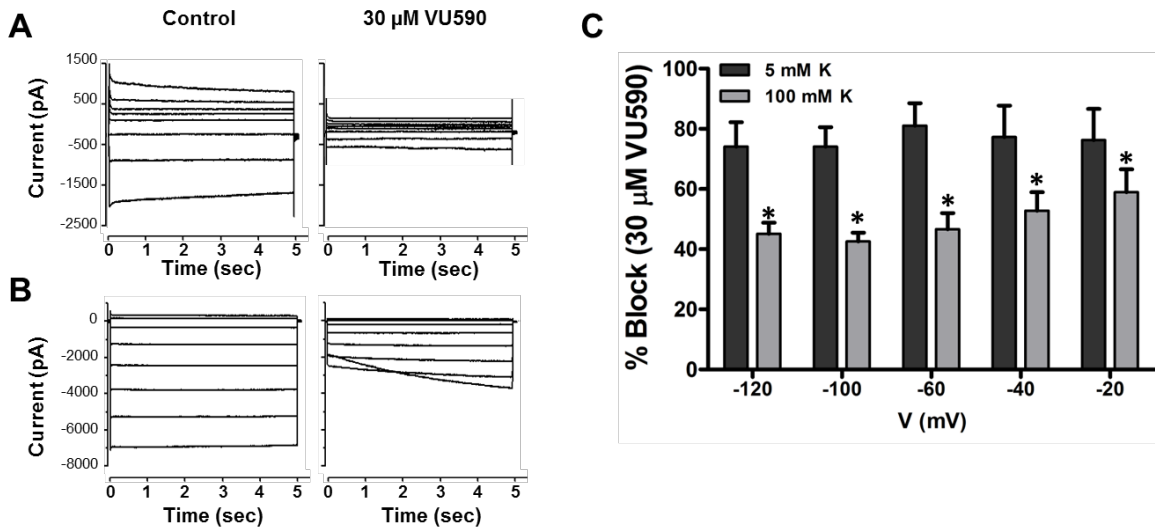 A
Control
30 µM VU590
1500
500
-500
-1500
-2500
Current (pA)
0 1 2 3 4 5
Time (sec)
0 1 2 3 4 5
Time (sec)
B
0
-2000
-4000
-6000
-8000
Current (pA)
0 1 2 3 4 5
Time (sec)
0 1 2 3 4 5
Time (sec)
C
% Block (30 µM VU590)
100
80
60
40
20
0
5 mM K
100 mM K
* * * * *
-120 -100 -60 -40 -20
V (mV)